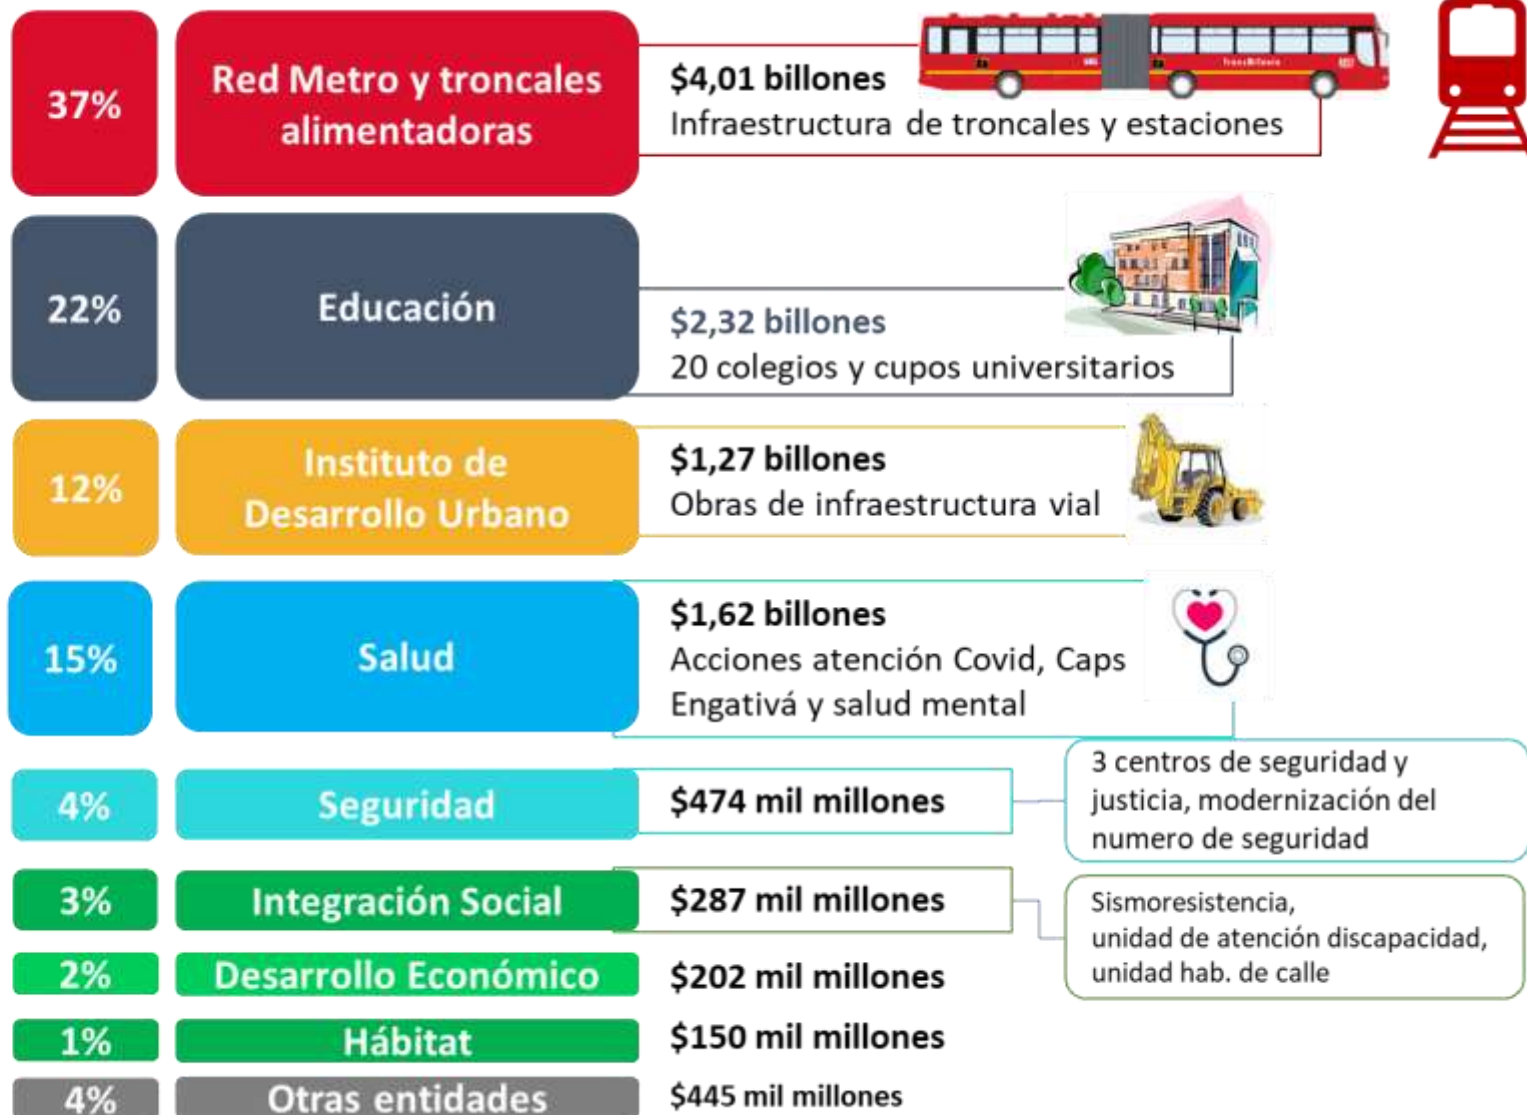 37%
Red Metro y troncales
alimentadoras
$4,01 billones
Infraestructura de troncales y estaciones
TransMilenio
22%
Educación
$2,32 billones
20 colegios y cupos universitarios
12%
Instituto de
Desarrollo Urbano
$1,27 billones
Obras de infraestructura vial
15%
Salud
$1,62 billones
Acciones atención Covid, Caps
Engativá y salud mental
4%
Seguridad
$474 mil millones
3 centros de seguridad y
justicia, modernización del
numero de seguridad
3%
Integración Social
$287 mil millones
Sismoresistencia,
unidad de atención discapacidad,
unidad hab. de calle
2%
Desarrollo Económico
$202 mil millones
1%
Hábitat
$150 mil millones
4%
Otras entidades
$445 mil millones